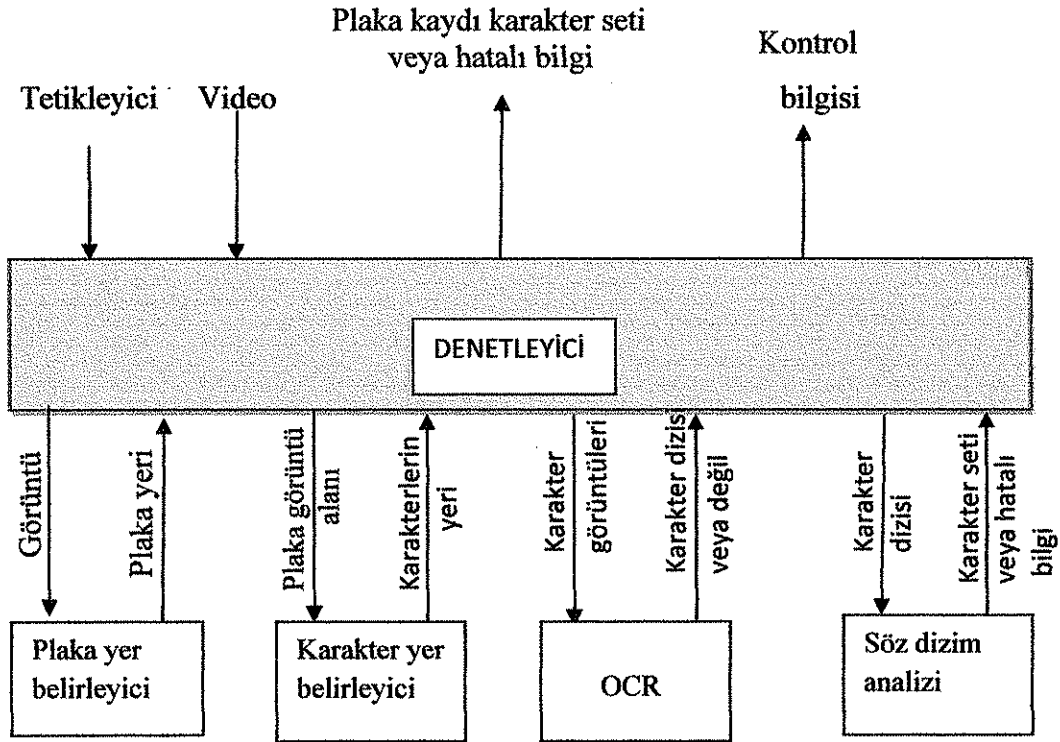 Plaka kaydı karakter seti
veya hatalı bilgi
Kontrol
bilgisi
Tetikleyici
Video
DENETLEYİCİ
Görüntü
Plaka yeri
Plaka görüntü
alanı
Karakterlerin
yeri
Karakter
görüntüleri
Karakter dizisi
veya değil
Karakter
dizisi
Karakter seti
veya hatalı
bilgi
Plaka yer
belirleyici
Karakter yer
belirleyici
OCR
Söz dizim
analizi